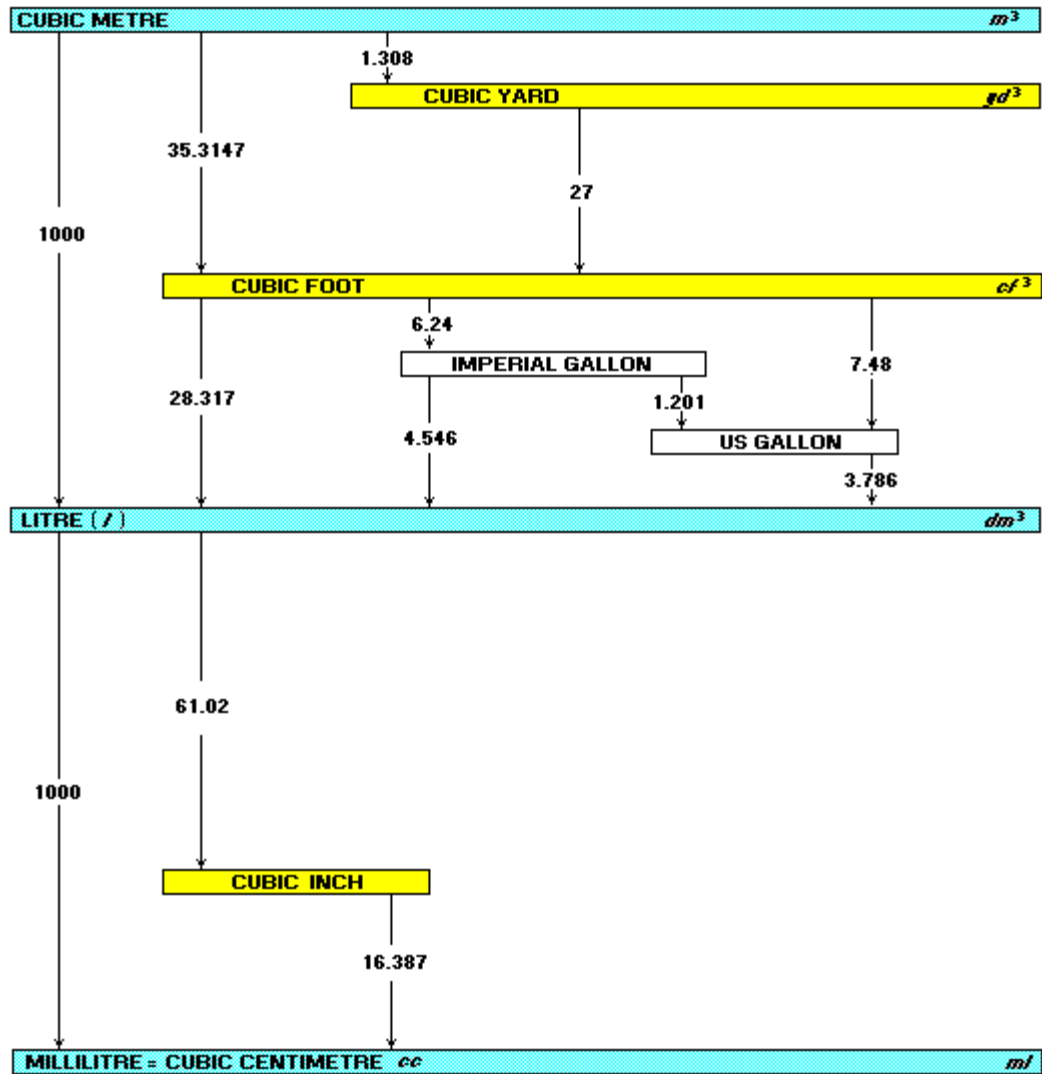 CUBIC METRE m³
1.308
CUBIC YARD yd³
35.3147
27
1000
CUBIC FOOT cf³
6.24
IMPERIAL GALLON 7.48
28.317 1.201
4.546 US GALLON
3.786
LITRE (l) dm³
61.02
1000
CUBIC INCH
16.387
MILLILITRE = CUBIC CENTIMETRE cc ml